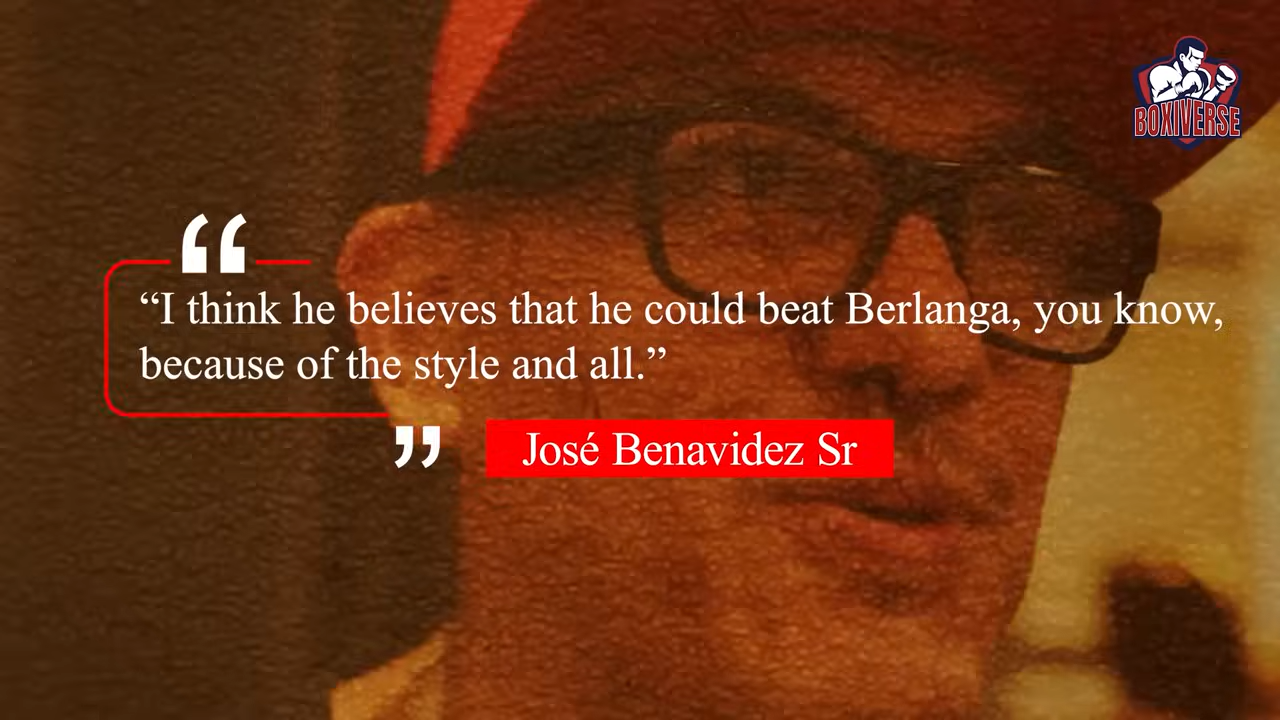 BOXIVERSE
“I think he believes that he could beat Berlanga, you know,
because of the style and all.”
José Benavidez Sr